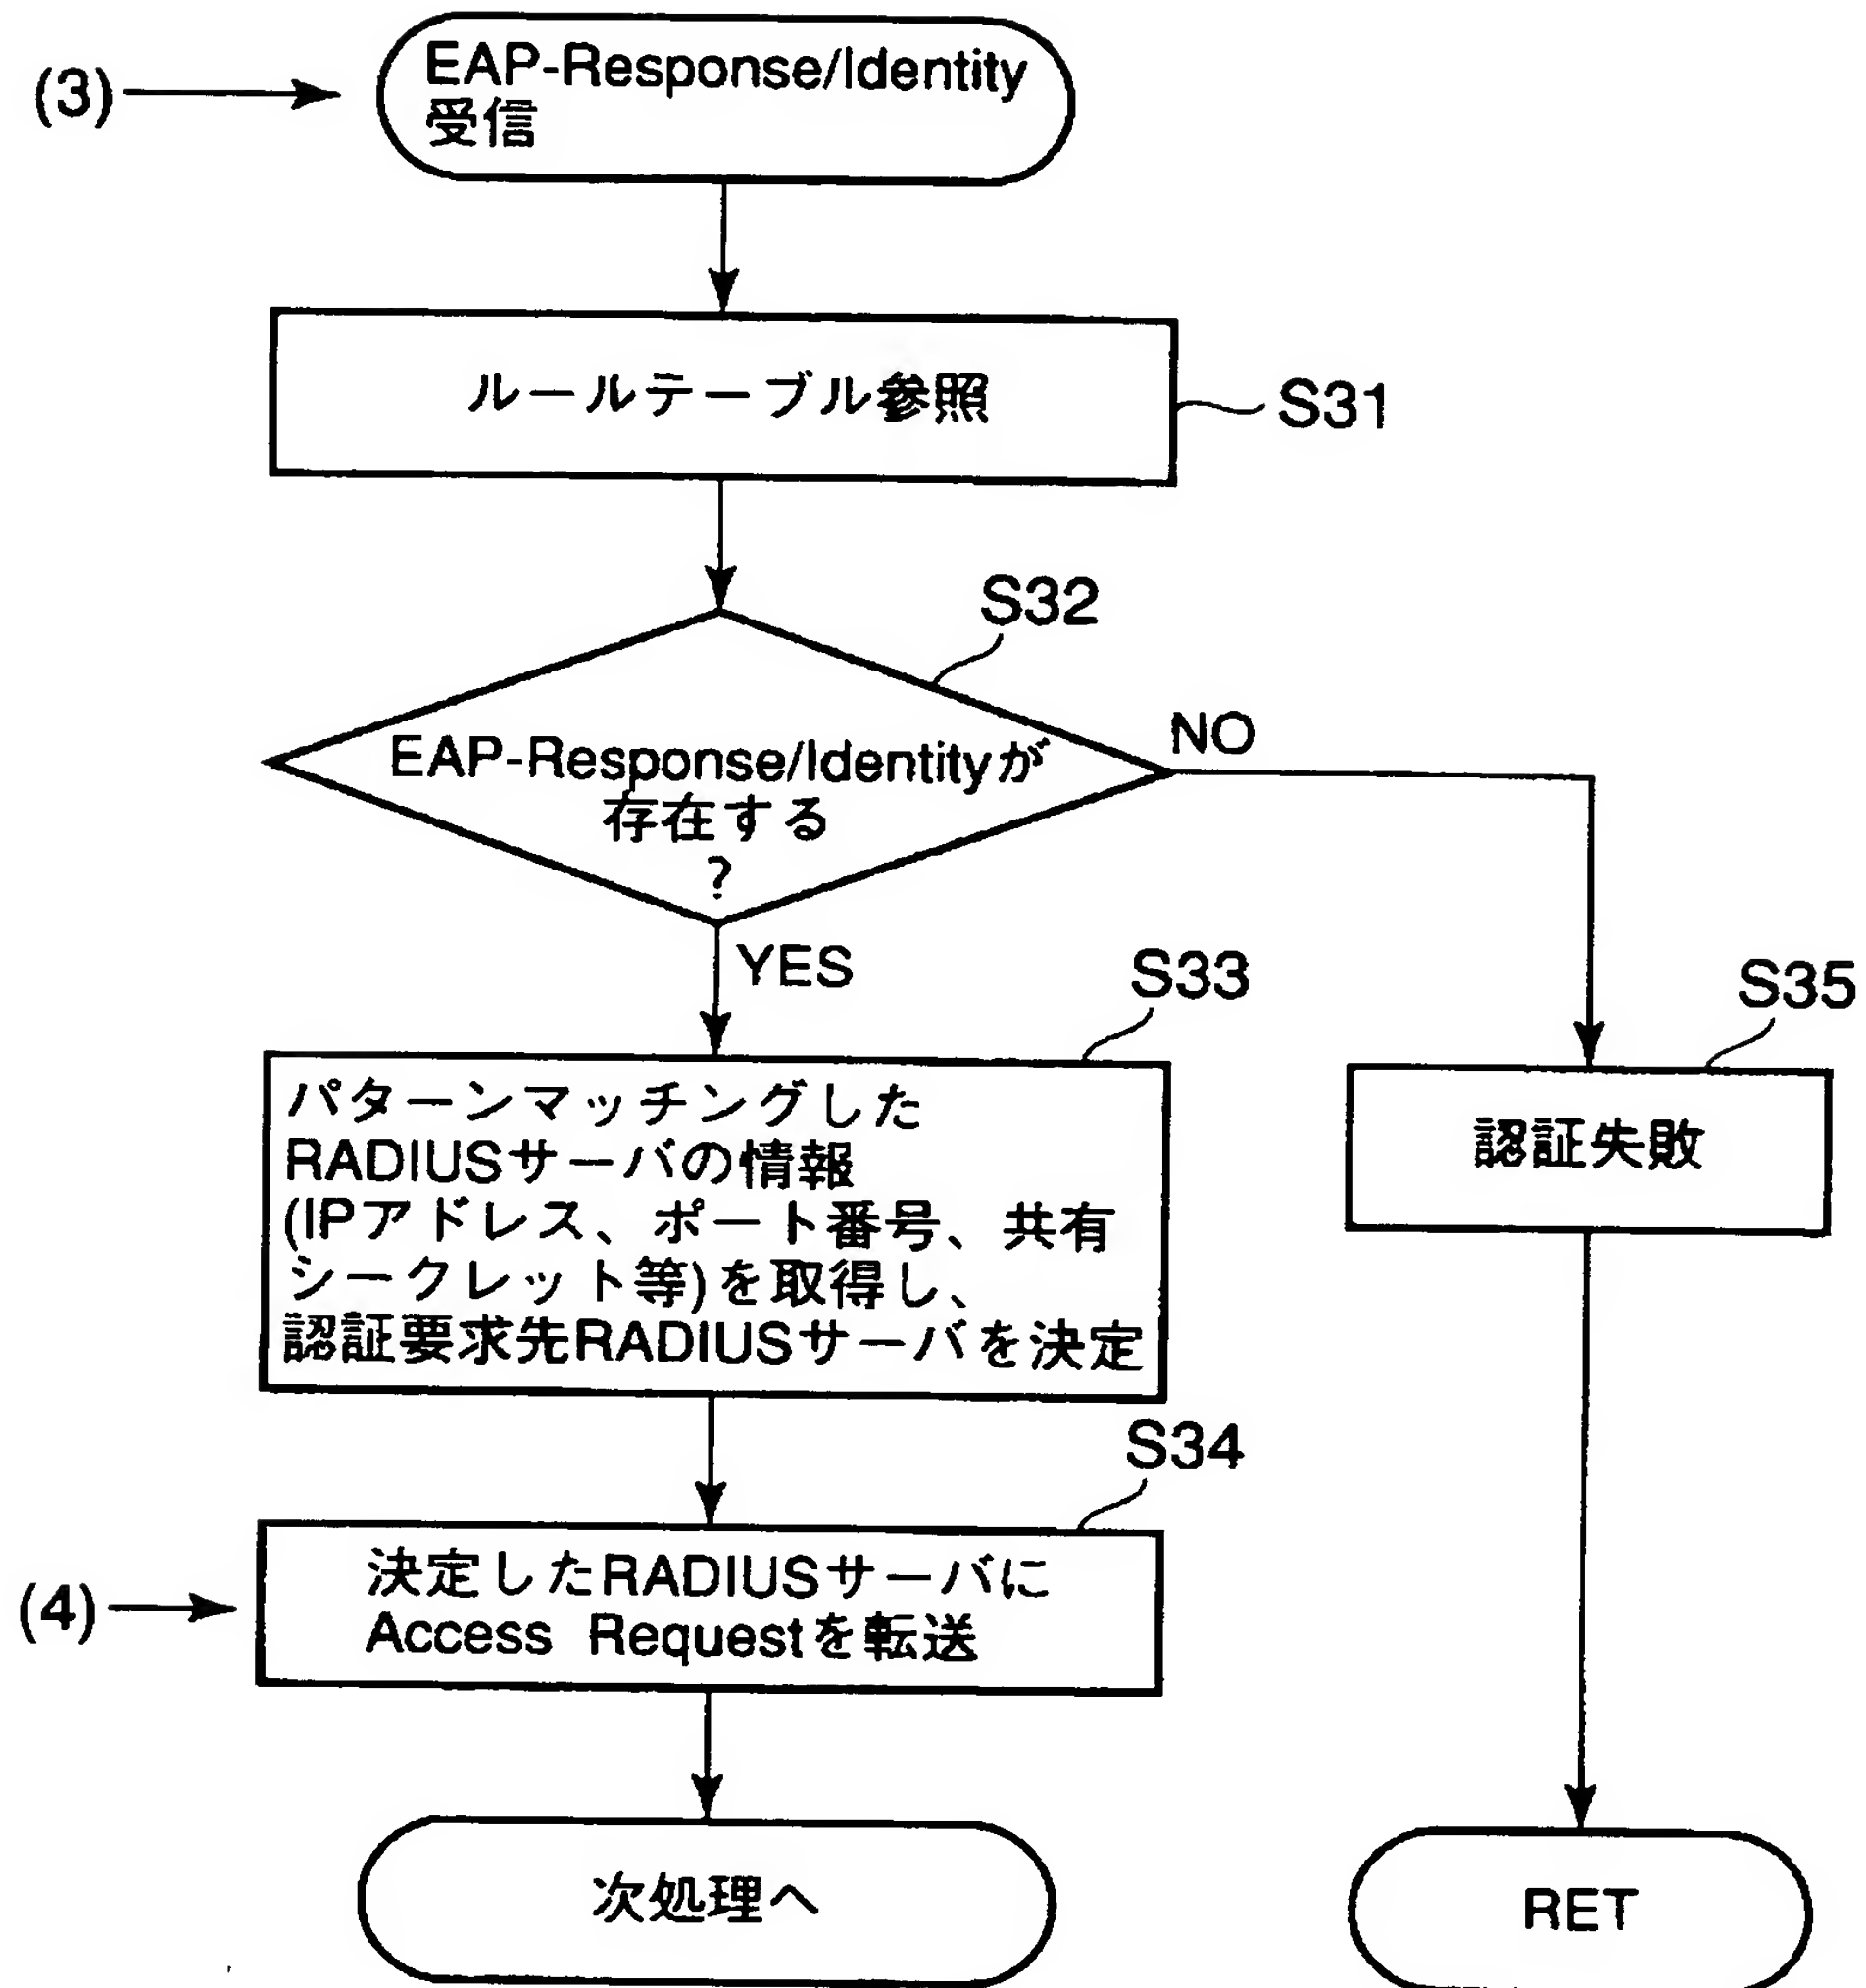 (3)
EAP-Response/Identity
受信
ルールテーブル参照
S31
S32
EAP-Response/Identityが
存在する
?
NO
YES
S33
S35
パターンマッチングした
RADIUSサーバの情報
(IPアドレス、ポート番号、共有
シークレット等)を取得し、
認証要求先RADIUSサーバを決定
認証失敗
S34
(4)
決定したRADIUSサーバに
Access Requestを転送
次処理へ
RET